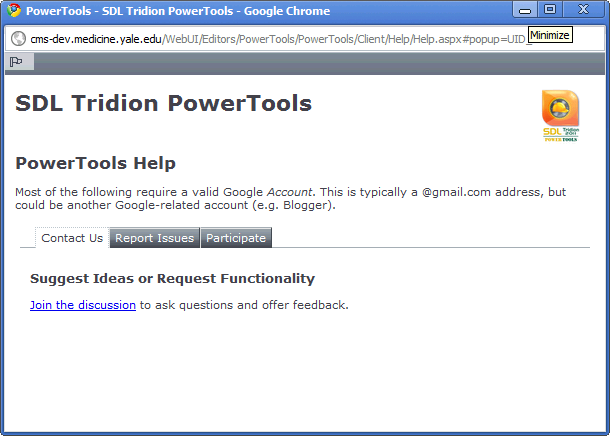 PowerTools - SDL Tridion PowerTools - Google Chrome
cms-dev.medicine.yale.edu/WebUI/Editors/PowerTools/PowerTools/Client/Help/Help.aspx#popup=UID_
Minimize
SDL Tridion PowerTools
SDL Tridion
2011
POWER TOOLS
PowerTools Help
Most of the following require a valid Google Account. This is typically a @gmail.com address, but
could be another Google-related account (e.g. Blogger).
Contact Us Report Issues Participate
Suggest Ideas or Request Functionality
Join the discussion to ask questions and offer feedback.